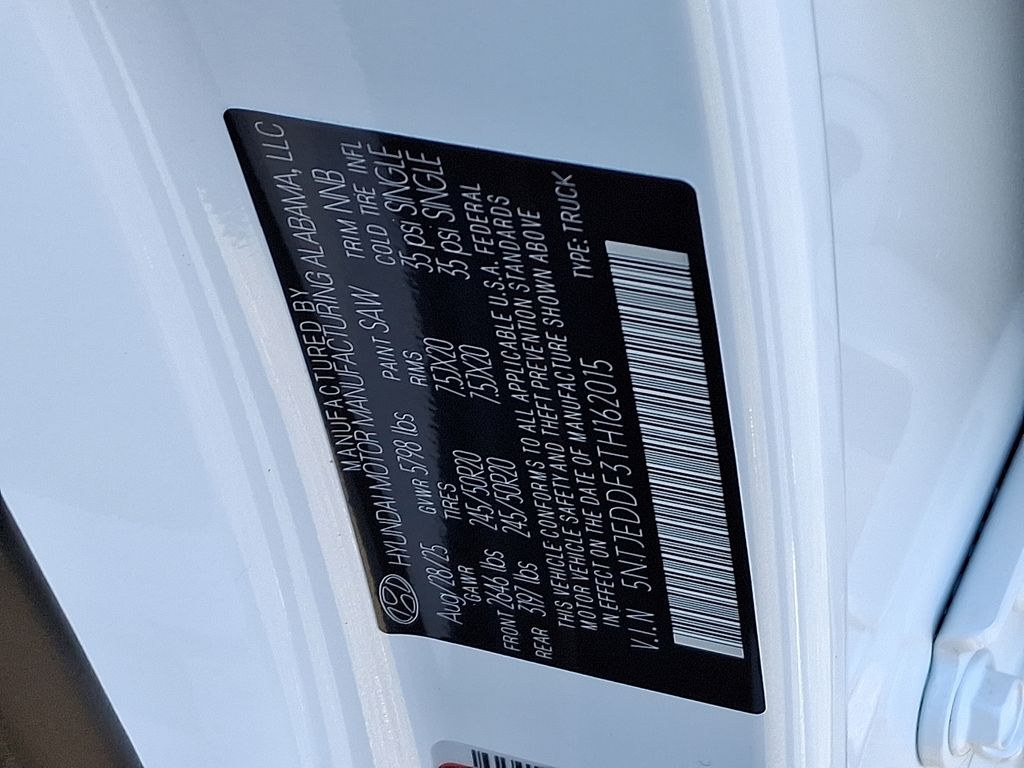 MANUFACTURED BY
HYUNDAI MOTOR MANUFACTURING ALABAMA, LLC
Aug/28/25 GVWR 5798 lbs PAINT SAW TRIM NNB
GAWR TIRES RIMS COLD TIRE INFL
FRONT 2646 lbs 245/50R20 7.5JX20 35 psi SINGLE
REAR 3197 lbs 245/50R20 7.5JX20 35 psi SINGLE
THIS VEHICLE CONFORMS TO ALL APPLICABLE U.S.A. FEDERAL
MOTOR VEHICLE SAFETY AND THEFT PREVENTION STANDARDS
IN EFFECT ON THE DATE OF MANUFACTURE SHOWN ABOVE
V.I.N 5NTJEDDF3TH162015 TYPE: TRUCK